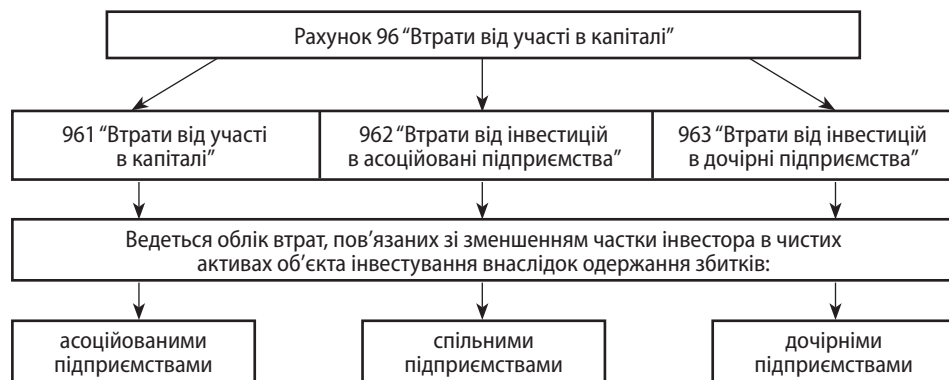 Рахунок 96 “Втрати від участі в капіталі”
961 “Втрати від участі
в капіталі”
962 “Втрати від інвестицій
в асоційовані підприємства”
963 “Втрати від інвестицій
в дочірні підприємства”
Ведеться облік втрат, пов’язаних зі зменшенням частки інвестора в чистих
активах об’єкта інвестування внаслідок одержання збитків:
асоційованими
підприємствами
спільними
підприємствами
дочірніми
підприємствами